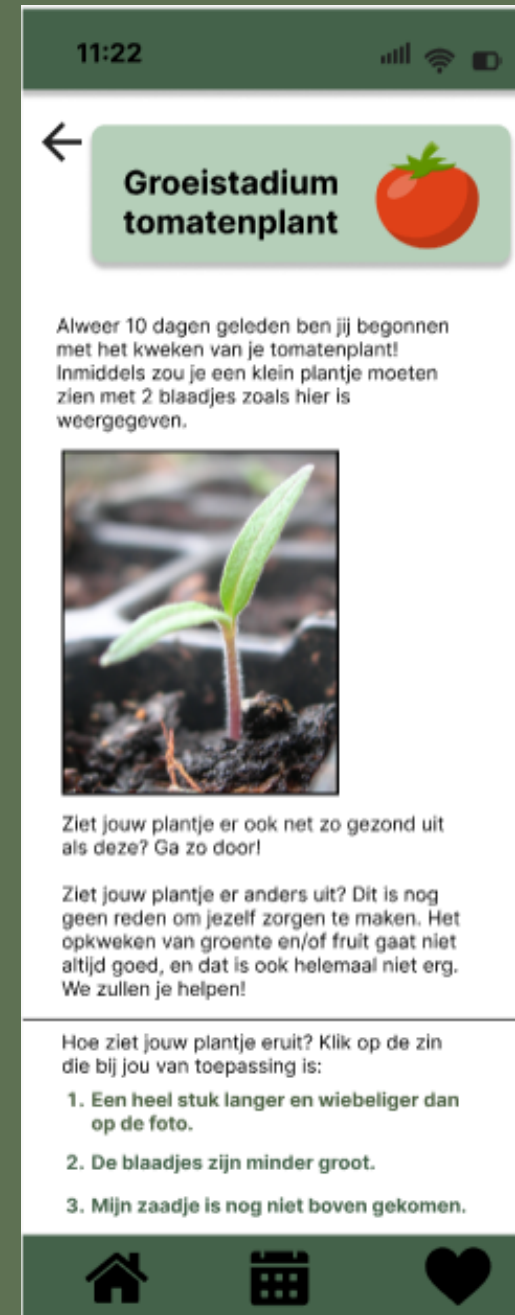 11:22
Groeistadium
tomatenplant
Alweer 10 dagen geleden ben jij begonnen
met het kweken van je tomatenplant!
Inmiddels zou je een klein plantje moeten
zien met 2 blaadjes zoals hier is
weergegeven.
Ziet jouw plantje er ook net zo gezond uit
als deze? Ga zo door!
Ziet jouw plantje er anders uit? Dit is nog
geen reden om jezelf zorgen te maken. Het
opkweken van groente en/of fruit gaat niet
altijd goed, en dat is ook helemaal niet erg.
We zullen je helpen!
Hoe ziet jouw plantje eruit? Klik op de zin
die bij jou van toepassing is:
1. Een heel stuk langer en wiebeliger dan
op de foto.
2. De blaadjes zijn minder groot.
3. Mijn zaadje is nog niet boven gekomen.